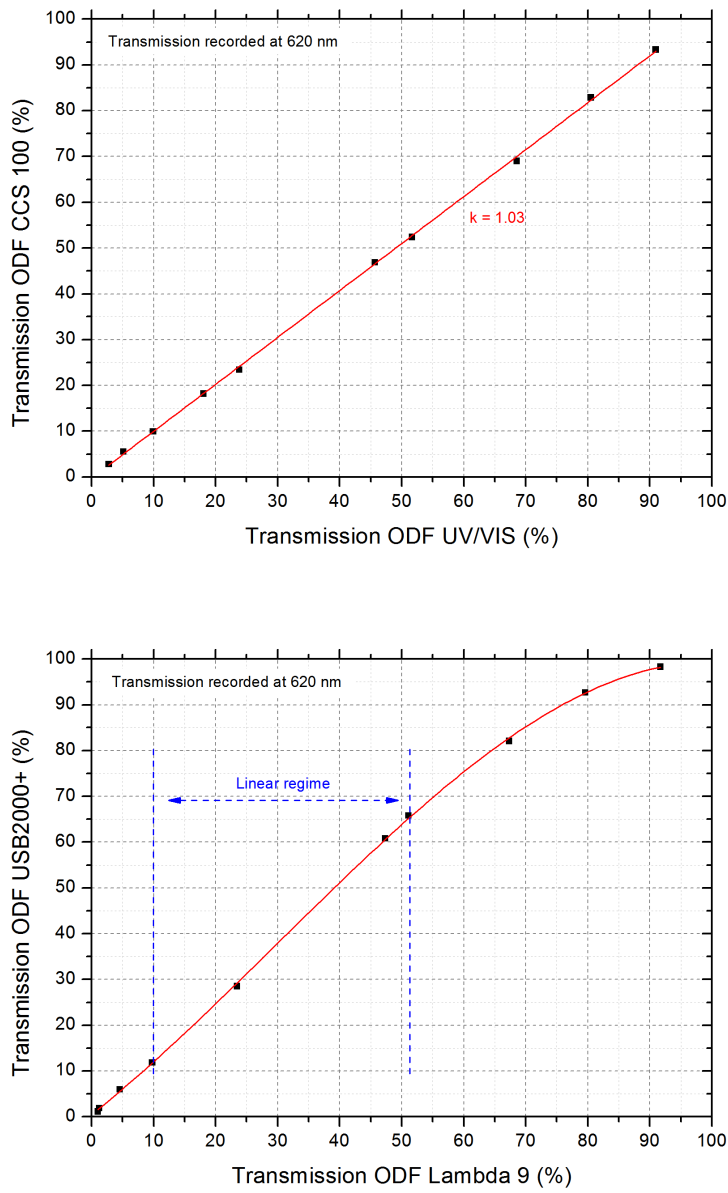 Transmission recorded at 620 nm
Transmission ODF CCS 100 (%)
100
90
80
70
60
50
40
30
20
10
0
k = 1.03
0 10 20 30 40 50 60 70 80 90 100
Transmission ODF UV/VIS (%)
Transmission recorded at 620 nm
Transmission ODF USB2000+ (%)
100
90
80
70
60
50
40
30
20
10
0
Linear regime
0 10 20 30 40 50 60 70 80 90 100
Transmission ODF Lambda 9 (%)